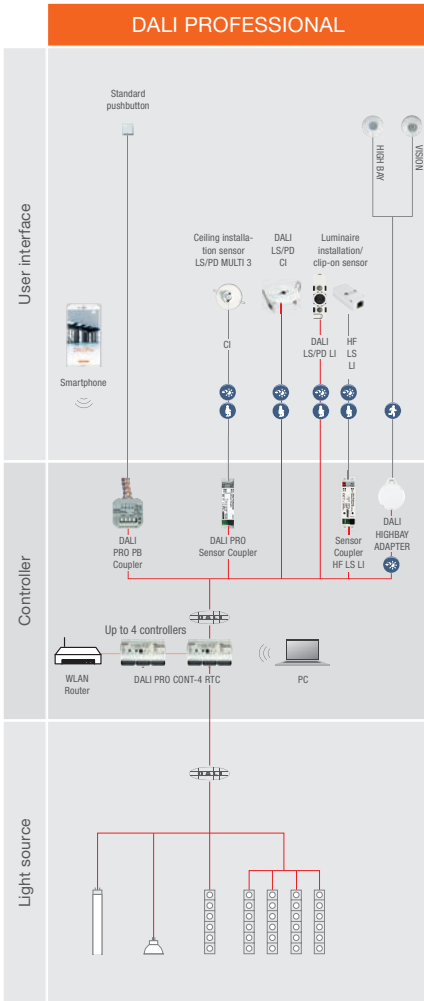 DALI PROFESSIONAL
User interface
Standard
pushbutton
HIGH BAY
VISION
Ceiling installa-
tion sensor
LS/PD MULTI 3
DALI
LS/PD
CI
Luminaire
installation/
clip-on sensor
CI
DALI
LS/PD LI
HF
LS
LI
Smartphone
Controller
DALI
PRO PB
Coupler
DALI PRO
Sensor Coupler
Sensor
Coupler
HF LS LI
DALI
HIGHBAY
ADAPTER
Up to 4 controllers
WLAN
Router
DALI PRO CONT-4 RTC
PC
Light source